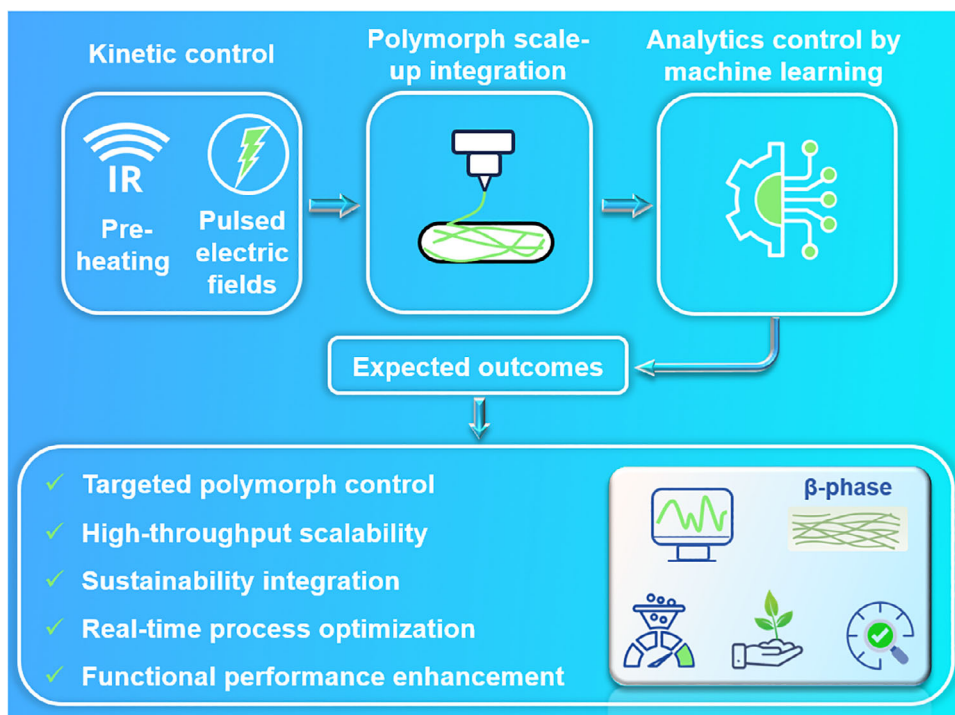 Kinetic control
Polymorph scale-
up integration
Analytics control by
machine learning
IR
Pre-
heating
Pulsed
electric
fields
Expected outcomes
✓ Targeted polymorph control
✓ High-throughput scalability
✓ Sustainability integration
✓ Real-time process optimization
✓ Functional performance enhancement
β-phase